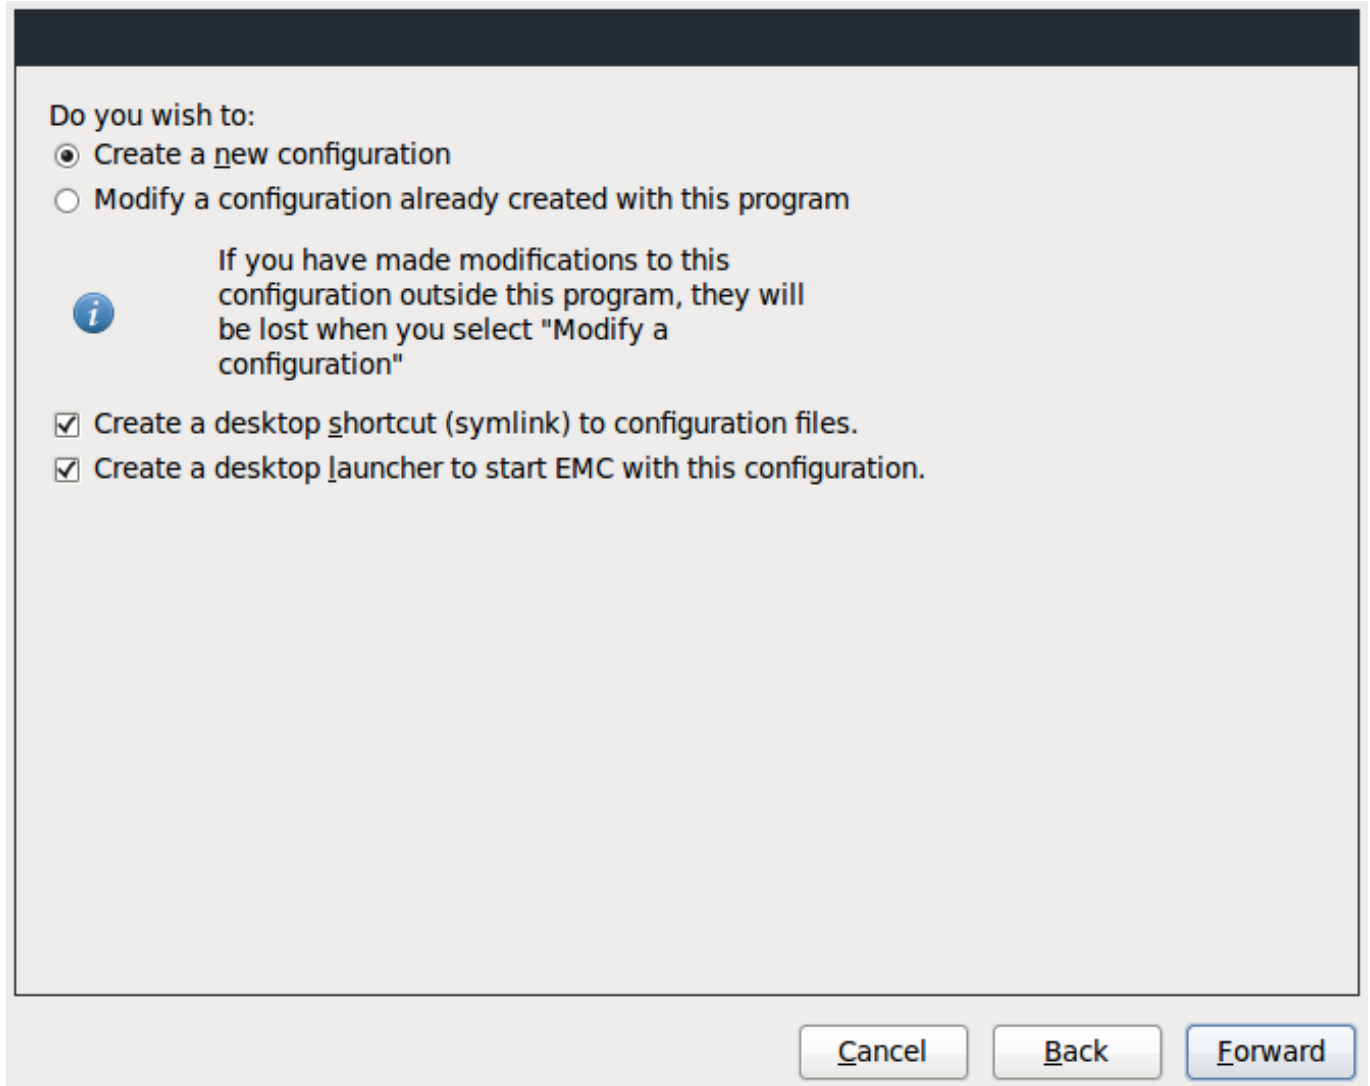 Do you wish to:
Create a new configuration
Modify a configuration already created with this program
If you have made modifications to this
configuration outside this program, they will
be lost when you select "Modify a
configuration"
Create a desktop shortcut (symlink) to configuration files.
Create a desktop launcher to start EMC with this configuration.
Cancel Back Forward